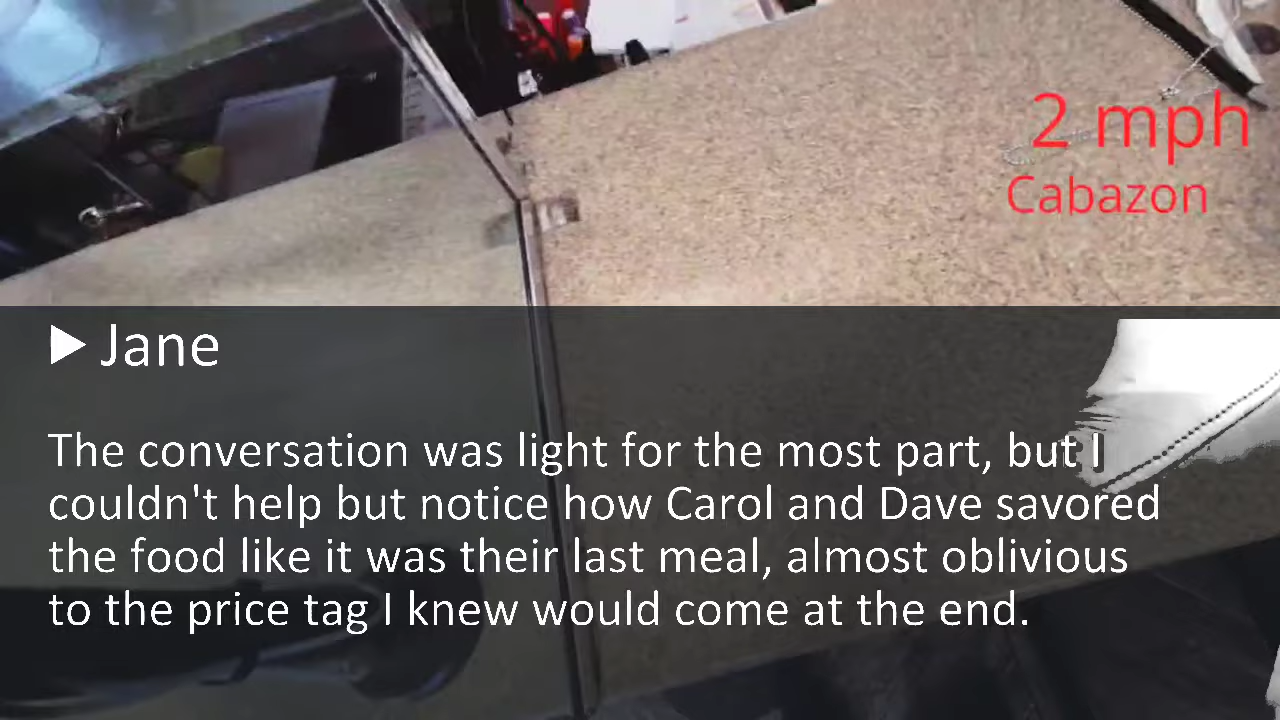 2 mph
Cabazon
Jane
The conversation was light for the most part, but I
couldn't help but notice how Carol and Dave savored
the food like it was their last meal, almost oblivious
to the price tag I knew would come at the end.